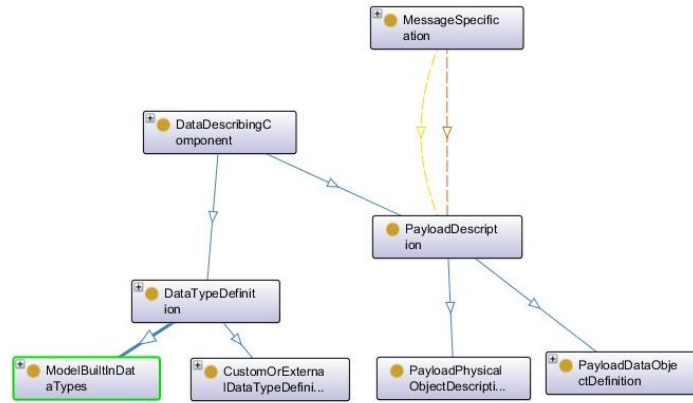 MessageSpecific
ation
DataDescribingC
omponent
PayloadDescript
ion
DataTypeDefinit
ion
ModelBuiltInDat
aTypes
CustomOrExterna
lDataTypeDefini...
PayloadPhysical
ObjectDescripti...
PayloadDataObje
ctDefinition